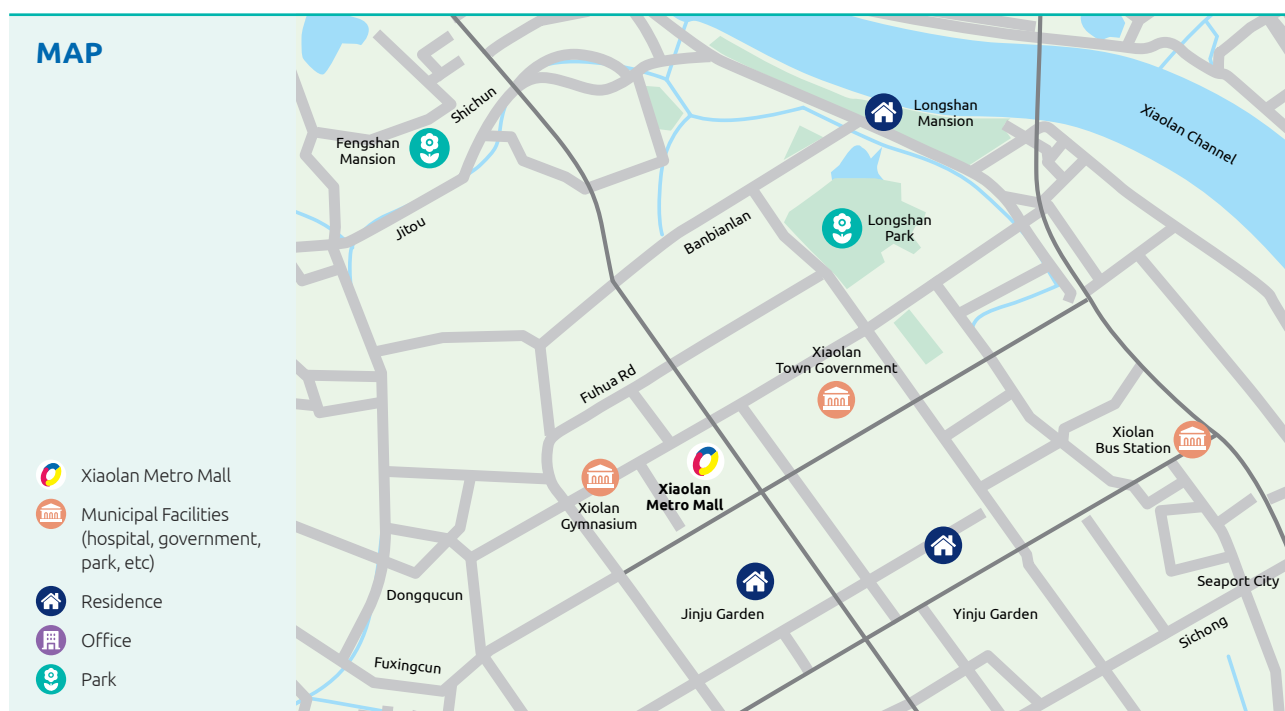 MAP
Xiaolan Metro Mall
Municipal Facilities
(hospital, government,
park, etc)
Residence
Office
Park
Shichun
Fengshan
Mansion
Jitou
Longshan
Mansion
Xiaolan Channel
Banbianlan
Longshan
Park
Xiaolan
Town Government
Fuhua Rd
Xiolan
Bus Station
Xiaolan
Metro Mall
Xiolan
Gymnasium
Dongqucun
Jinju Garden
Yinju Garden
Seaport City
Sichong
Fuxingcun